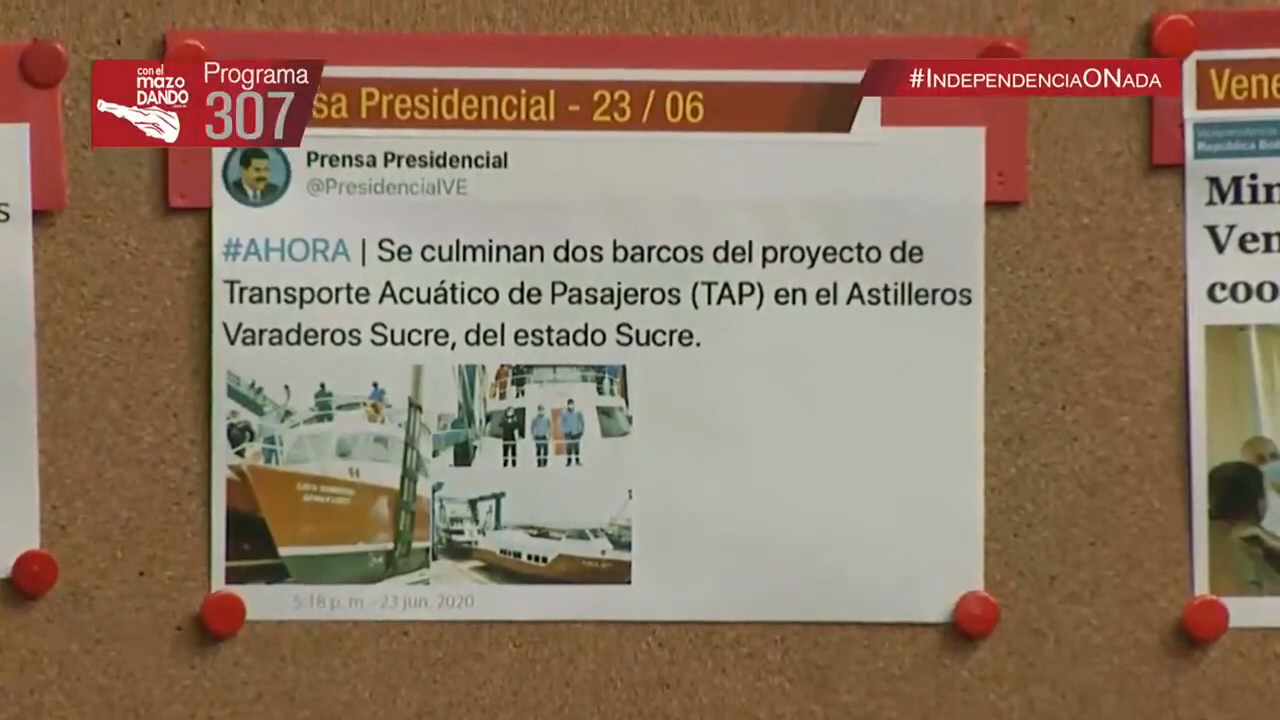 con el
mazo
DANDO
Programa
307
#INDEPENDENCIAONADA
sa Presidencial - 23 / 06
Prensa Presidencial
@PresidencialVE
#AHORA | Se culminan dos barcos del proyecto de
Transporte Acuático de Pasajeros (TAP) en el Astilleros
Varaderos Sucre, del estado Sucre.
5:18 p. m. - 23 jun. 2020
s
Vene
Min
Ven
coo